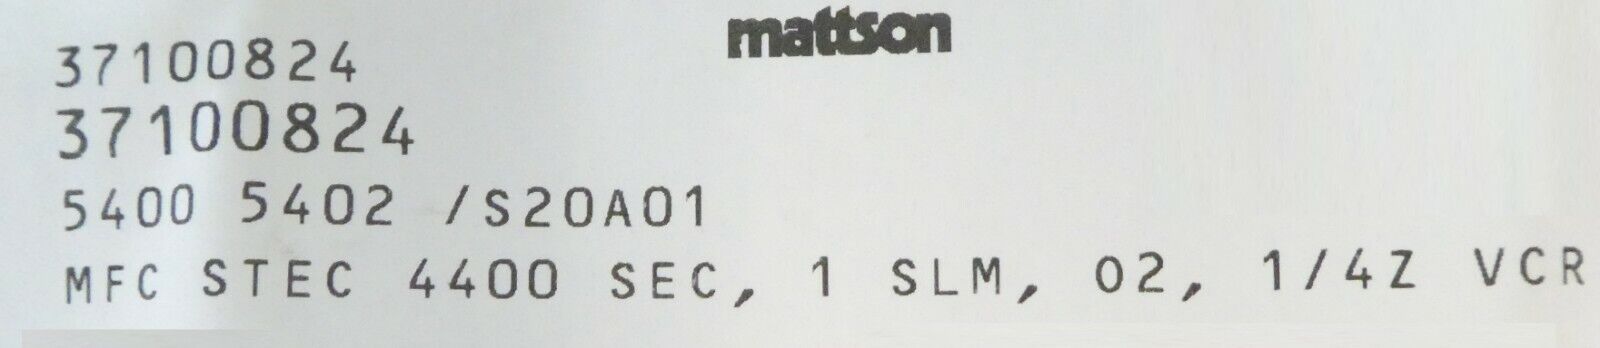 mattson
37100824
37100824
5400 5402 /S20A01
MFC STEC 4400 SEC, 1 SLM, O2, 1/4Z VCR